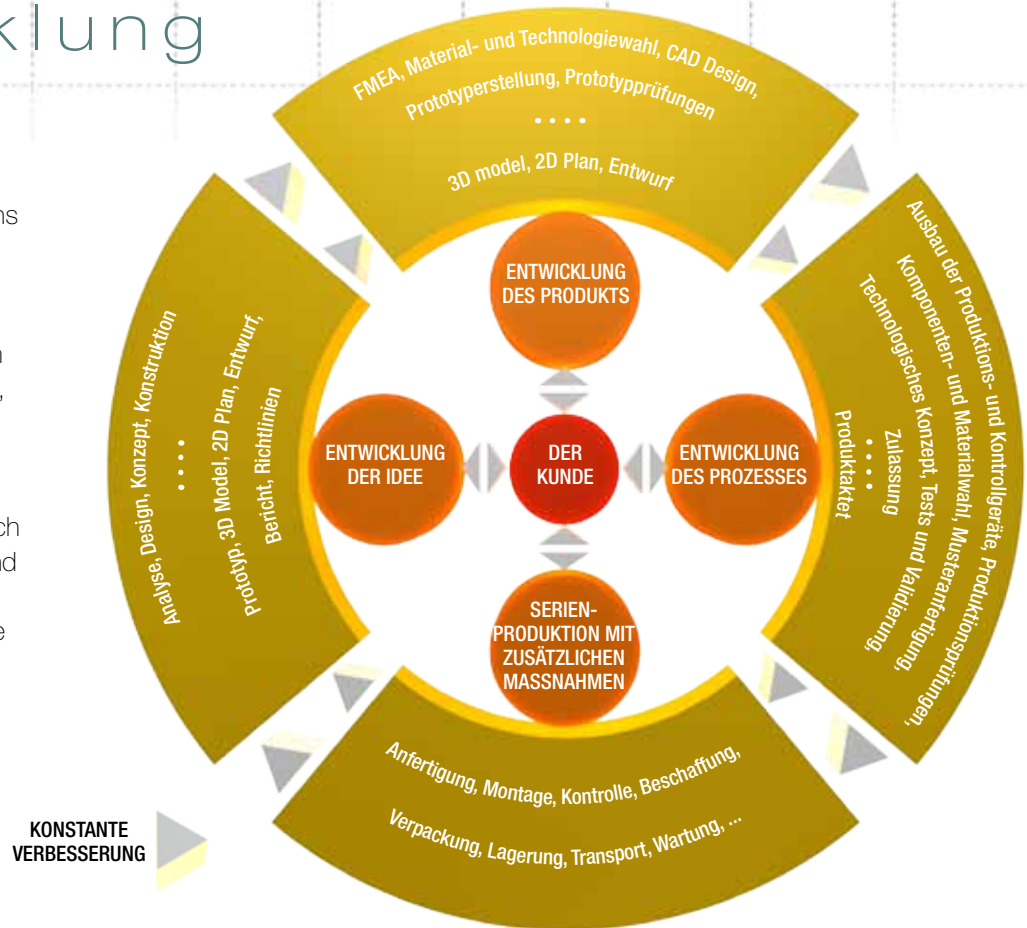 klung
FMEA, Material- und Technologiewahl, CAD Design,
Prototyperstellung, Prototypprüfungen
....
3D model, 2D Plan, Entwurf
ENTWICKLUNG
DES PRODUKTS
Analyse, Design, Konzept, Konstruktion
....
Prototyp, 3D Model, 2D Plan, Entwurf,
Bericht, Richtlinien
ENTWICKLUNG
DER IDEE
DER
KUNDE
ENTWICKLUNG
DES PROZESSES
Ausbau der Produktions- und Kontrollgeräte, Produktionsprüfungen,
Komponenten- und Materialwahl, Musteranfertigung,
Technologisches Konzept, Tests und Validierung,
Zulassung
....
Produktaktet
SERIEN-
PRODUKTION MIT
ZUSÄTZLICHEN
MASSNAHMEN
Anfertigung, Montage, Kontrolle, Beschaffung,
Verpackung, Lagerung, Transport, Wartung, ...
KONSTANTE
VERBESSERUNG